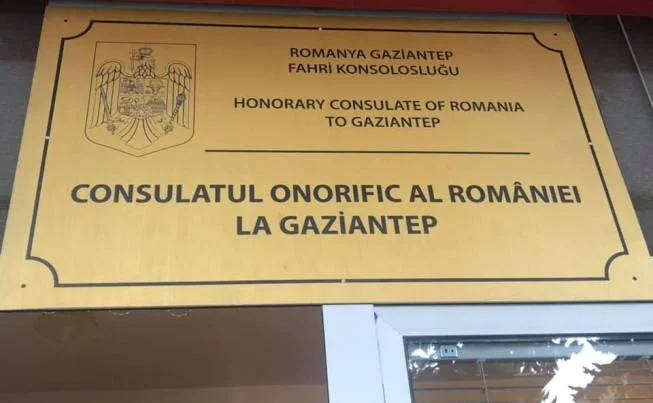 ROMANYA GAZİANTEP
FAHRİ KONSOLOSLUĞU
HONORARY CONSULATE OF ROMANIA
TO GAZIANTEP
CONSULATUL ONORIFIC AL ROMÂNIEI
LA GAZİANTEP